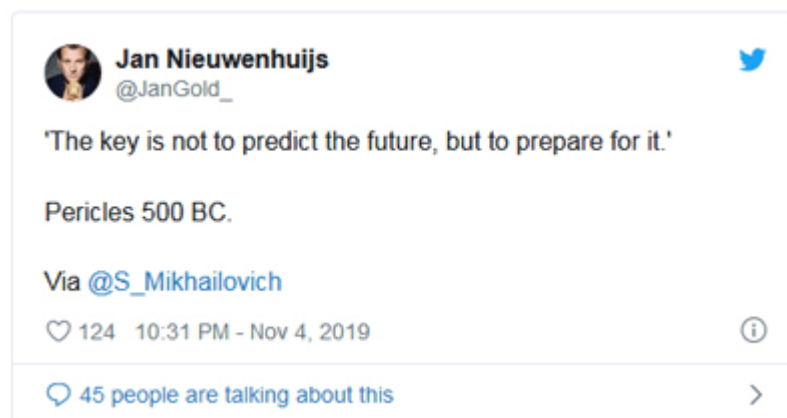 Jan Nieuwenhuijs
@JanGold_
'The key is not to predict the future, but to prepare for it.'
Pericles 500 BC.
Via @S_Mikhailovich
124 10:31 PM - Nov 4, 2019
45 people are talking about this